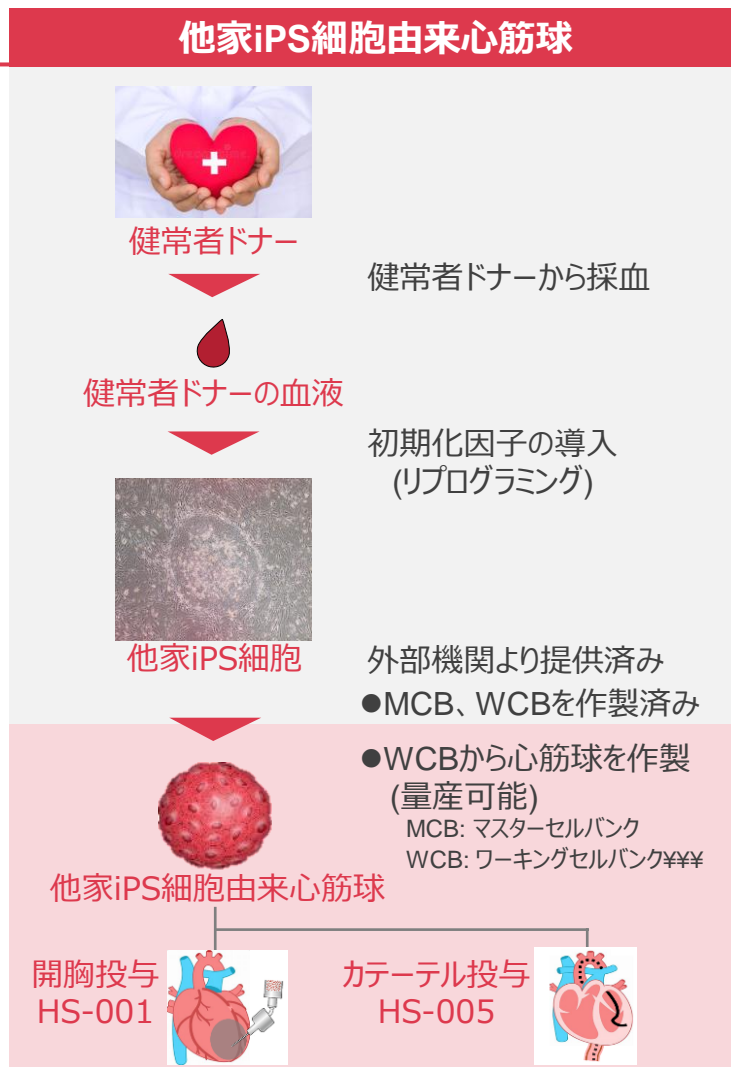 他家iPS細胞由来心筋球
健常者ドナー
健常者ドナーから採血
健常者ドナーの血液
初期化因子の導入
(リプログラミング)
他家iPS細胞
外部機関より提供済み
●MCB、WCBを作製済み
●WCBから心筋球を作製
(量産可能)
MCB: マスターセルバンク
WCB: ワーキングセルバンク¥¥¥
他家iPS細胞由来心筋球
開胸投与
HS-001
カテーテル投与
HS-005